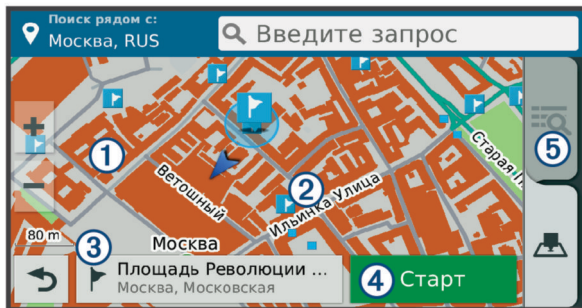 Поиск рядом с:
Москва, RUS
Введите запрос
+
1
5
Старая П
2
Ветошный
Ильинка Улица
−
80 m
3
Москва
Площадь Революции ...
Москва, Московская
4 Старт